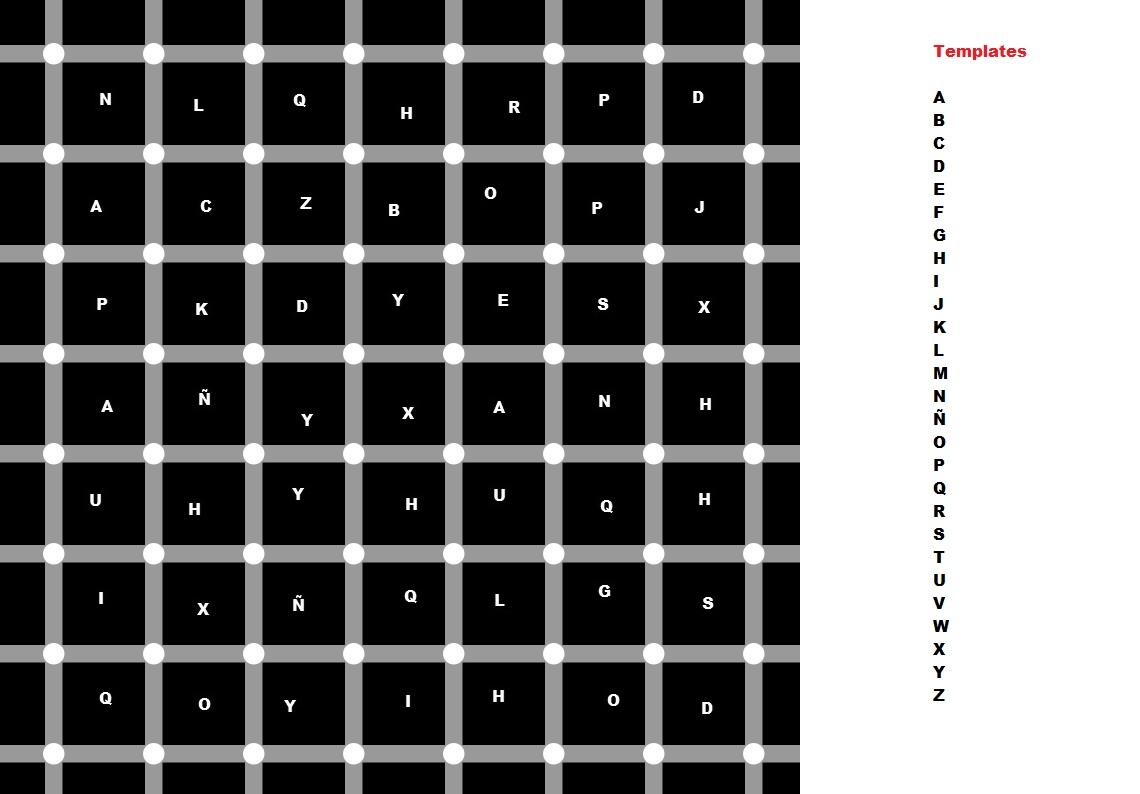 N L Q H R P D
A C Z B O P J
P K D Y E S X
A Ñ Y X A N H
U H Y H U Q H
I X Ñ Q L G S
Q O Y I H O D
Templates
A
B
C
D
E
F
G
H
I
J
K
L
M
N
Ñ
O
P
Q
R
S
T
U
V
W
X
Y
Z